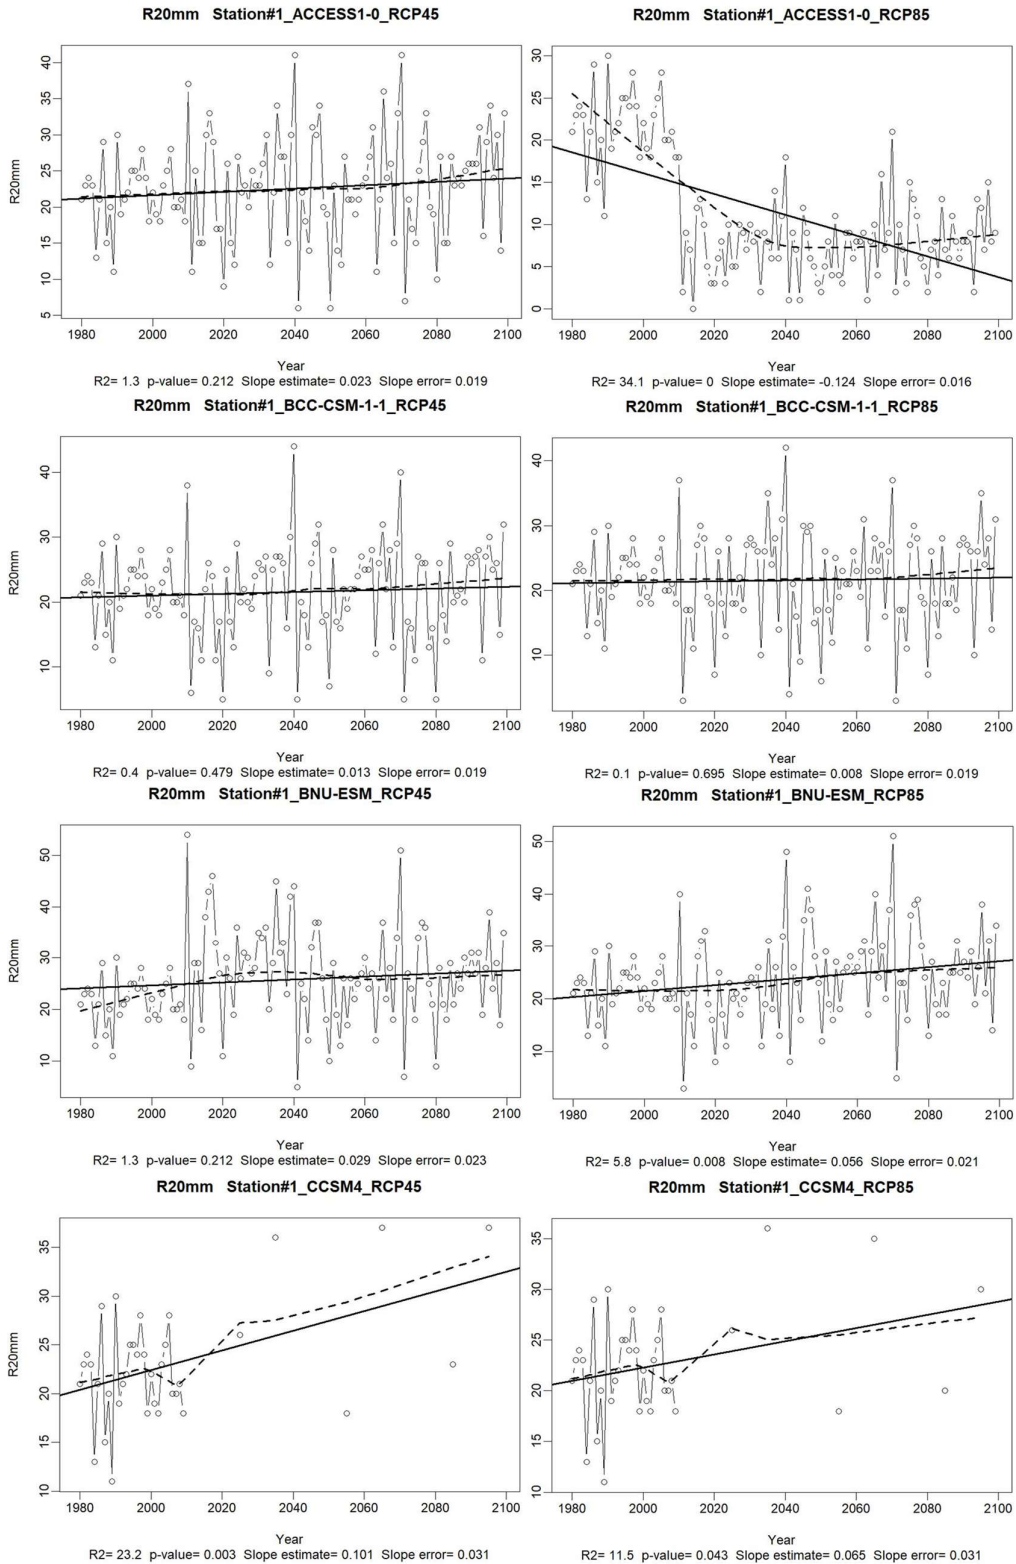 R20mm Station#1_ACCESS1-0_RCP45
R20mm
5 10 15 20 25 30 35 40
1980 2000 2020 2040 2060 2080 2100
Year
R2= 1.3 p-value= 0.212 Slope estimate= 0.023 Slope error= 0.019
R20mm Station#1_ACCESS1-0_RCP85
0 5 10 15 20 25 30
1980 2000 2020 2040 2060 2080 2100
Year
R2= 34.1 p-value= 0 Slope estimate= -0.124 Slope error= 0.016
R20mm Station#1_BCC-CSM-1-1_RCP45
R20mm
10 20 30 40
1980 2000 2020 2040 2060 2080 2100
Year
R2= 0.4 p-value= 0.479 Slope estimate= 0.013 Slope error= 0.019
R20mm Station#1_BCC-CSM-1-1_RCP85
10 20 30 40
1980 2000 2020 2040 2060 2080 2100
Year
R2= 0.1 p-value= 0.695 Slope estimate= 0.008 Slope error= 0.019
R20mm Station#1_BNU-ESM_RCP45
R20mm
10 20 30 40 50
1980 2000 2020 2040 2060 2080 2100
Year
R2= 1.3 p-value= 0.212 Slope estimate= 0.029 Slope error= 0.023
R20mm Station#1_BNU-ESM_RCP85
10 20 30 40 50
1980 2000 2020 2040 2060 2080 2100
Year
R2= 5.8 p-value= 0.008 Slope estimate= 0.056 Slope error= 0.021
R20mm Station#1_CCSM4_RCP45
R20mm
10 15 20 25 30 35
1980 2000 2020 2040 2060 2080 2100
Year
R2= 23.2 p-value= 0.003 Slope estimate= 0.101 Slope error= 0.031
R20mm Station#1_CCSM4_RCP85
10 15 20 25 30 35
1980 2000 2020 2040 2060 2080 2100
Year
R2= 11.5 p-value= 0.043 Slope estimate= 0.065 Slope error= 0.031